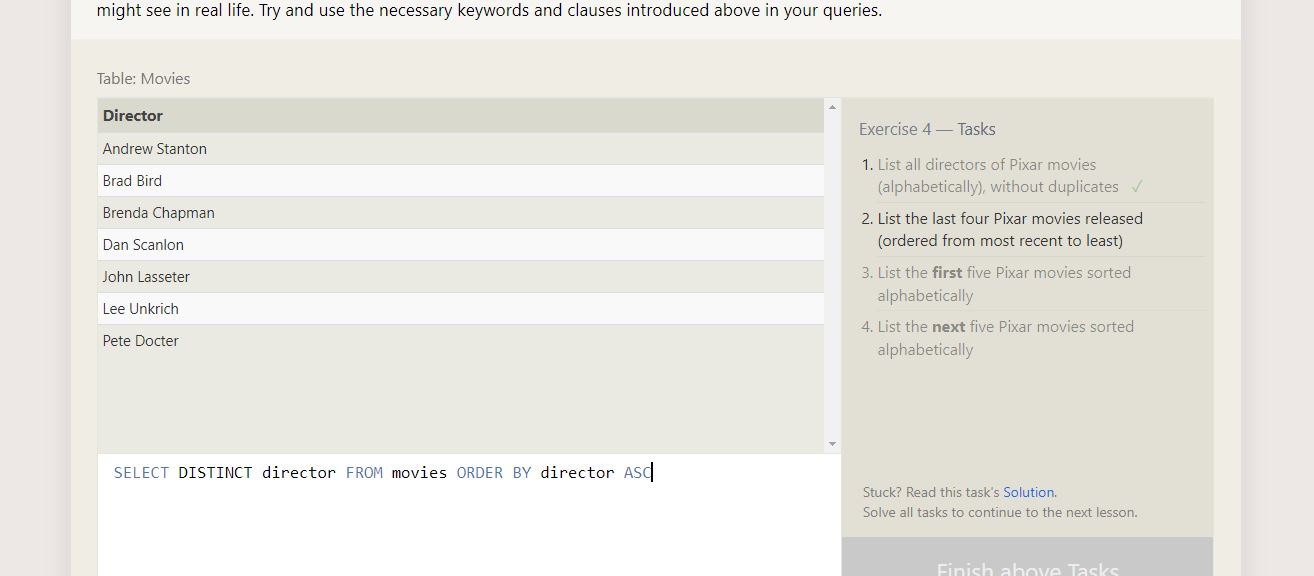 might see in real life. Try and use the necessary keywords and clauses introduced above in your queries.
Table: Movies
Director
Andrew Stanton
Brad Bird
Brenda Chapman
Dan Scanlon
John Lasseter
Lee Unkrich
Pete Docter
SELECT DISTINCT director FROM movies ORDER BY director ASC
Exercise 4 — Tasks
1. List all directors of Pixar movies
(alphabetically), without duplicates ✓
2. List the last four Pixar movies released
(ordered from most recent to least)
3. List the first five Pixar movies sorted
alphabetically
4. List the next five Pixar movies sorted
alphabetically
Stuck? Read this task's Solution.
Solve all tasks to continue to the next lesson.
Finish above Tasks